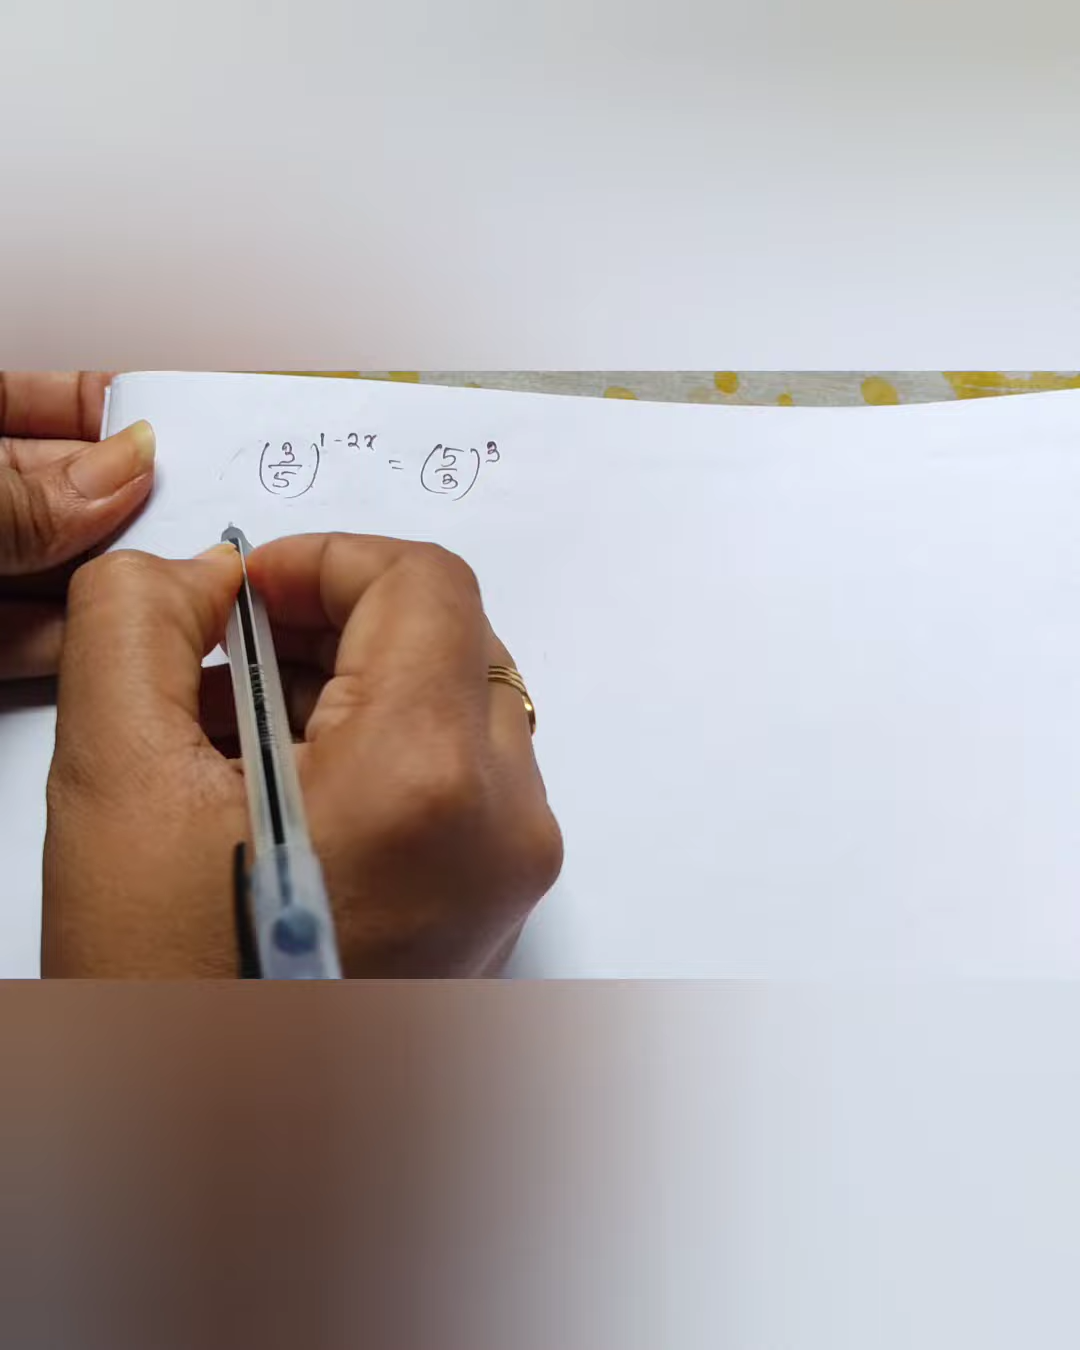 (3/5)^1-2x = (5/3)^3